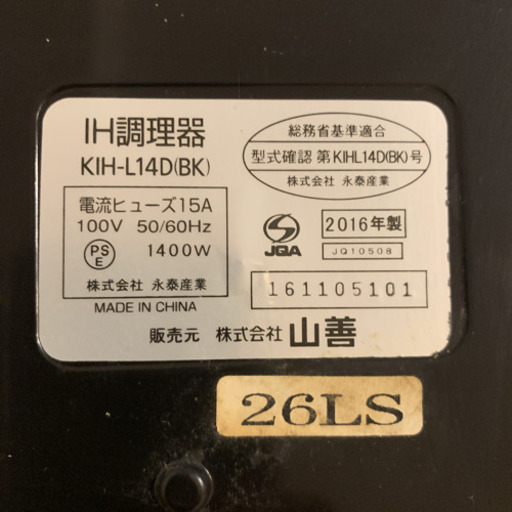 IH調理器
KIH-L14D(BK)
総務省基準適合
型式確認 第KIHL14D(BK)号
株式会社 永泰産業
電流ヒューズ15A
100V 50/60Hz
PS
E
1400W
株式会社 永泰産業
MADE IN CHINA
JQA
2016年製
JQ10508
161105101
販売元 株式会社 山善
26LS